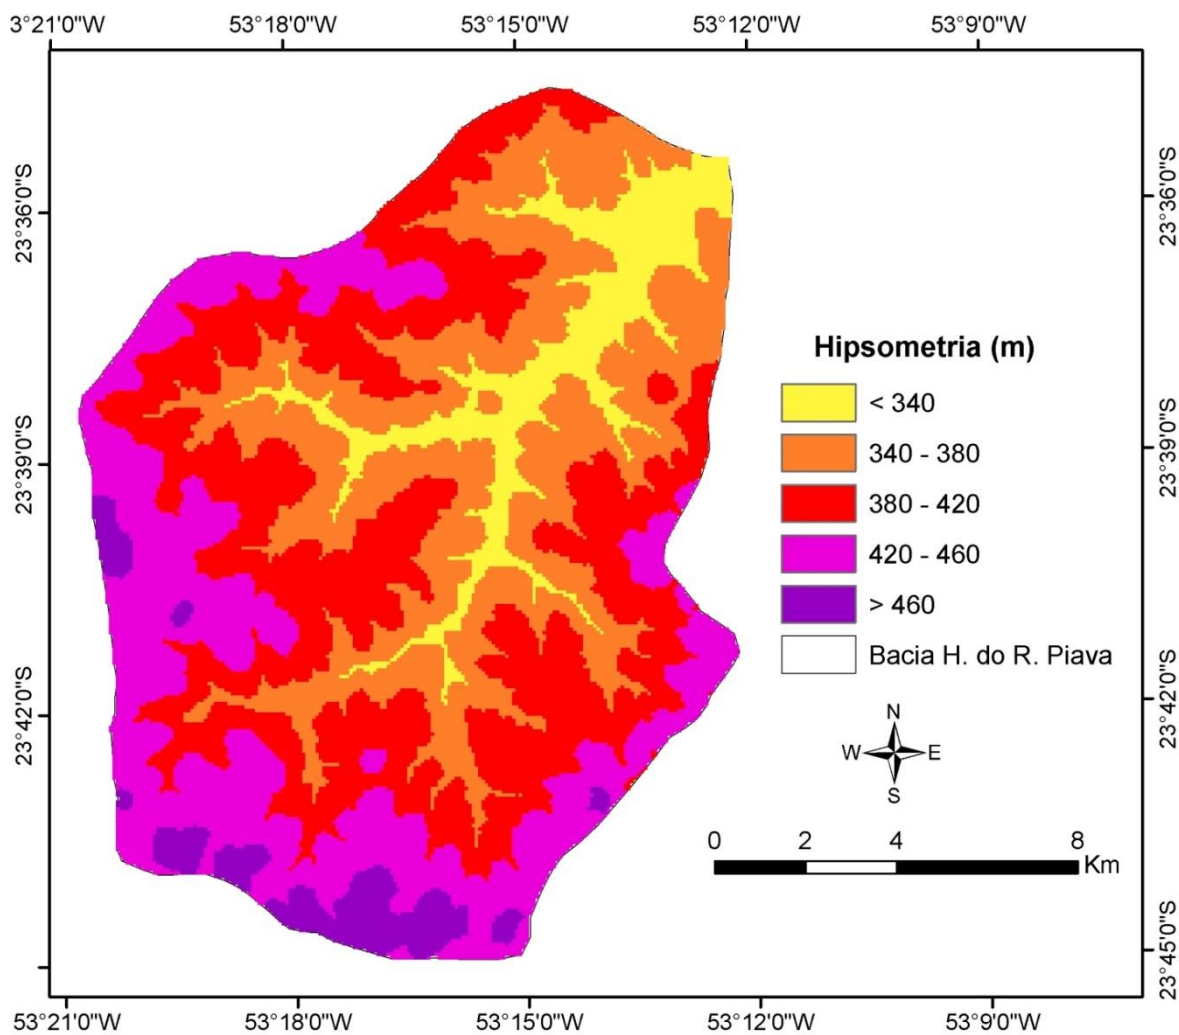 3°21'0"W 53°18'0"W 53°15'0"W 53°12'0"W 53°9'0"W
23°36'0"S
23°36'0"S
Hipsometria (m)
< 340
340 - 380
380 - 420
420 - 460
> 460
Bacia H. do R. Piava
23°39'0"S
23°39'0"S
23°42'0"S
23°42'0"S
N
W E
S
0 2 4 8
Km
23°45'0"S
53°21'0"W 53°18'0"W 53°15'0"W 53°12'0"W 53°9'0"W